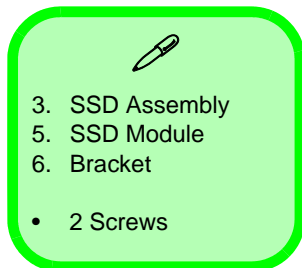 3. SSD Assembly
5. SSD Module
6. Bracket
• 2 Screws